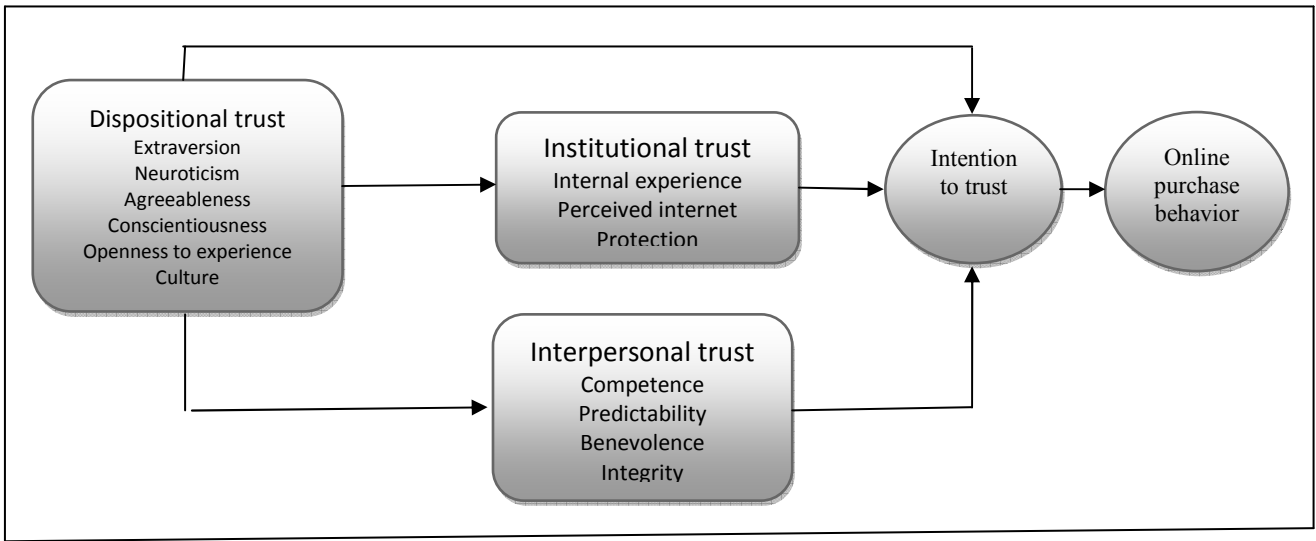 Dispositional trust
Extraversion
Neuroticism
Agreeableness
Conscientiousness
Openness to experience
Culture
Institutional trust
Internal experience
Perceived internet
Protection
Interpersonal trust
Competence
Predictability
Benevolence
Integrity
Intention
to trust
Online
purchase
behavior